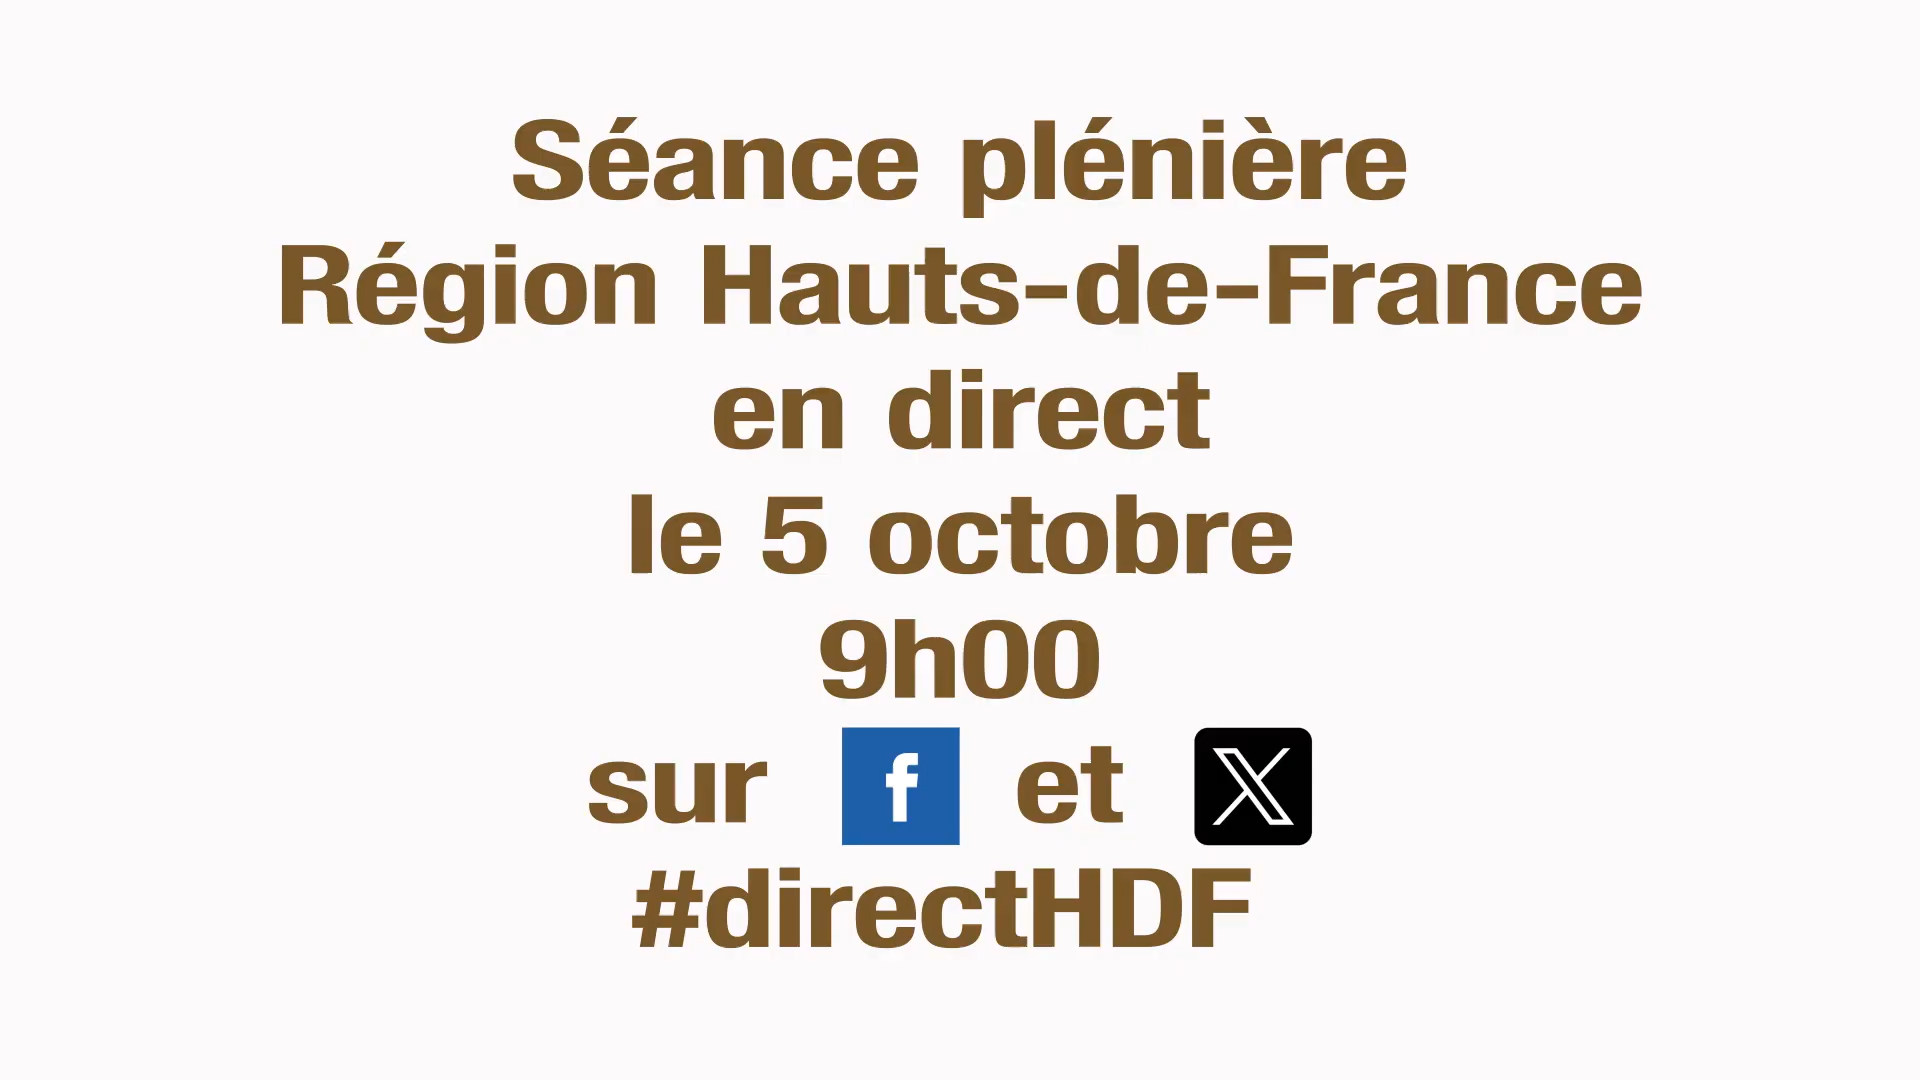 Séance plénière
Région Hauts-de-France
en direct
le 5 octobre
9h00
sur f et X
#directHDF